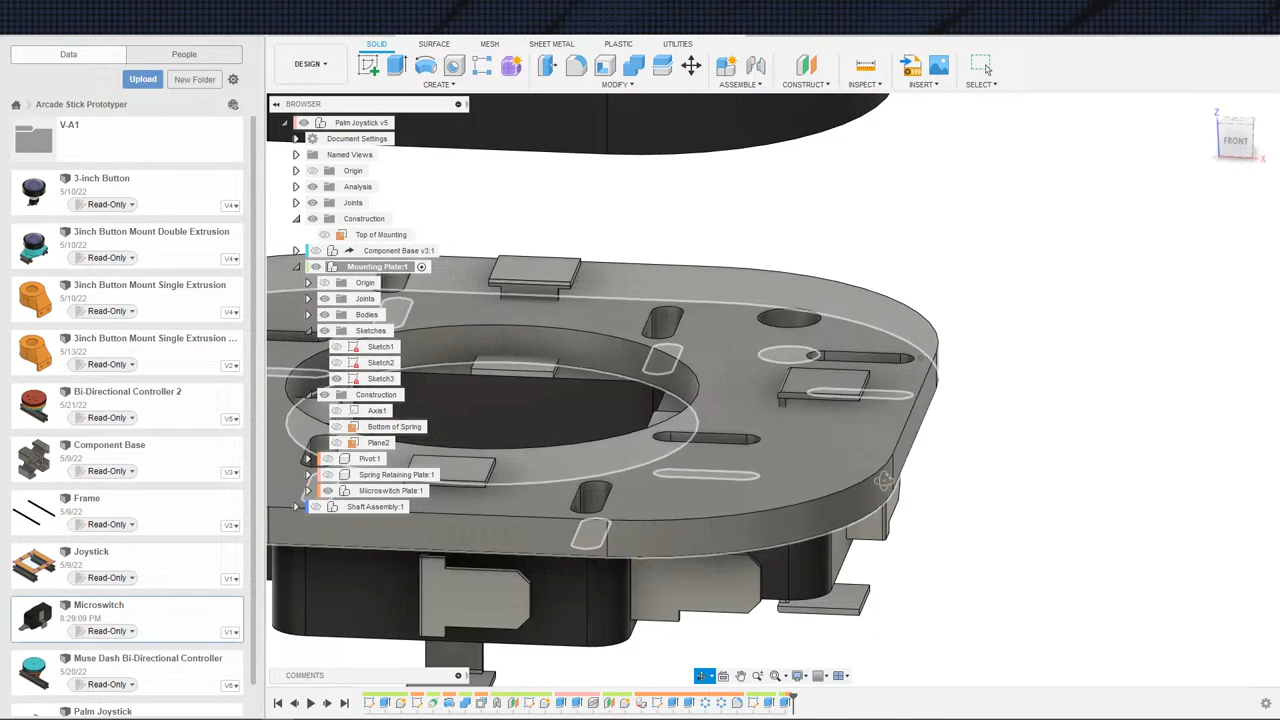 SOLID SURFACE MESH SHEET METAL PLASTIC UTILITIES
DESIGN
CREATE MODIFY ASSEMBLE CONSTRUCT INSPECT INSERT SELECT
Data People
Upload New Folder
Arcade Stick Prototyper
V-A1
3-inch Button
5/10/22
Read-Only V4
3inch Button Mount Double Extrusion
5/10/22
Read-Only V4
3inch Button Mount Single Extrusion
5/10/22
Read-Only V4
3inch Button Mount Single Extrusion ...
5/13/22
Read-Only V2
Bi-Directional Controller 2
5/21/22
Read-Only
Component Base
5/9/22
Read-Only V3
Frame
5/9/22
Read-Only V3
Joystick
5/9/22
Read-Only V1
Microswitch
8:29:09 PM
Read-Only V1
Muse Dash Bi-Directional Controller
5/20/22
Read-Only
Palm Joystick
BROWSER
Palm Joystick v5
Document Settings
Named Views
Origin
Analysis
Joints
Construction
Top of Mounting
Component Base v3:1
Mounting Plate:1
Origin
Joints
Bodies
Sketches
Sketch1
Sketch2
Sketch3
Construction
Axis1
Bottom of Spring
Plane2
Pivot:1
Spring Retaining Plate:1
Miicroswitch Plate:1
Shaft Assembly:1
Z
FRONT
X
COMMENTS